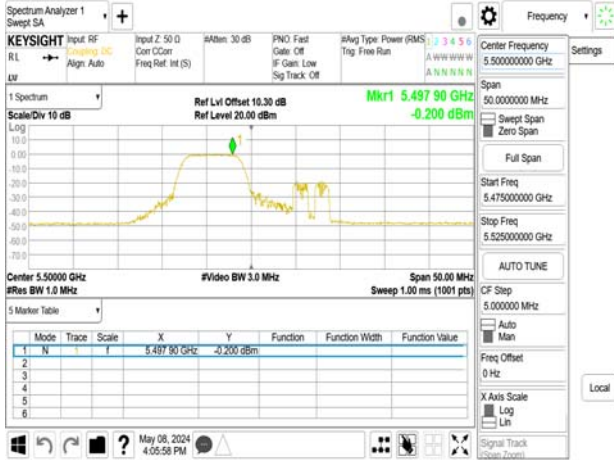 Spectrum Analyzer 1
Swept SA
Frequency
KEYSIGHT
RL
Input: RF
Coupling: DC
Align: Auto
Input Z: 50 Ω
Corr CCorr
Freq Ref: Int (S)
#Atten: 30 dB
PNO: Fast
Gate: Off
IF Gain: Low
Sig Track: Off
#Avg Type: Power (RMS
Trig: Free Run
1 2 3 4 5 6
A W W W W W
A N N N N N
1 Spectrum
Scale/Div 10 dB
Log
Ref Lvl Offset 10.30 dB
Ref Level 20.00 dBm
Mkr1 5.497 90 GHz
-0.200 dBm
1
10.0
0.00
-10.0
-20.0
-30.0
-40.0
-50.0
-60.0
-70.0
Center 5.50000 GHz
#Res BW 1.0 MHz
#Video BW 3.0 MHz
Span 50.00 MHz
Sweep 1.00 ms (1001 pts)
5 Marker Table
Mode Trace Scale X Y Function Function Width Function Value
1 N 1 f 5.497 90 GHz -0.200 dBm
2
3
4
5
6
May 08, 2024
4:05:58 PM
?
Center Frequency
5.500000000 GHz
Span
50.0000000 MHz
Swept Span
Zero Span
Full Span
Start Freq
5.475000000 GHz
Stop Freq
5.525000000 GHz
AUTO TUNE
CF Step
5.000000 MHz
Auto
Man
Freq Offset
0 Hz
X Axis Scale
Log
Lin
Signal Track
(Span Zoom)
Settings
Local